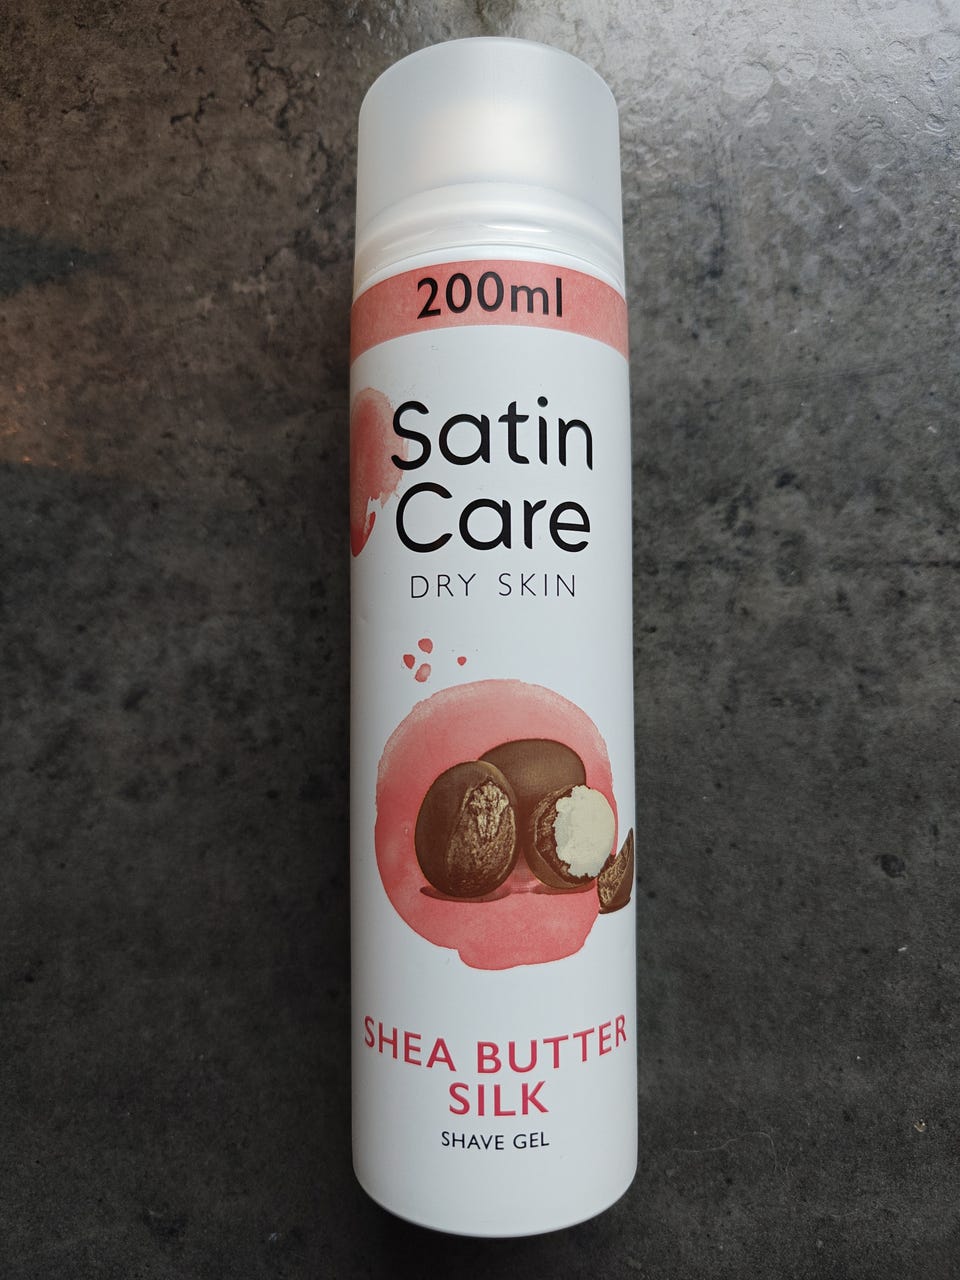 200ml
Satin
Care
DRY SKIN
SHEA BUTTER
SILK
SHAVE GEL